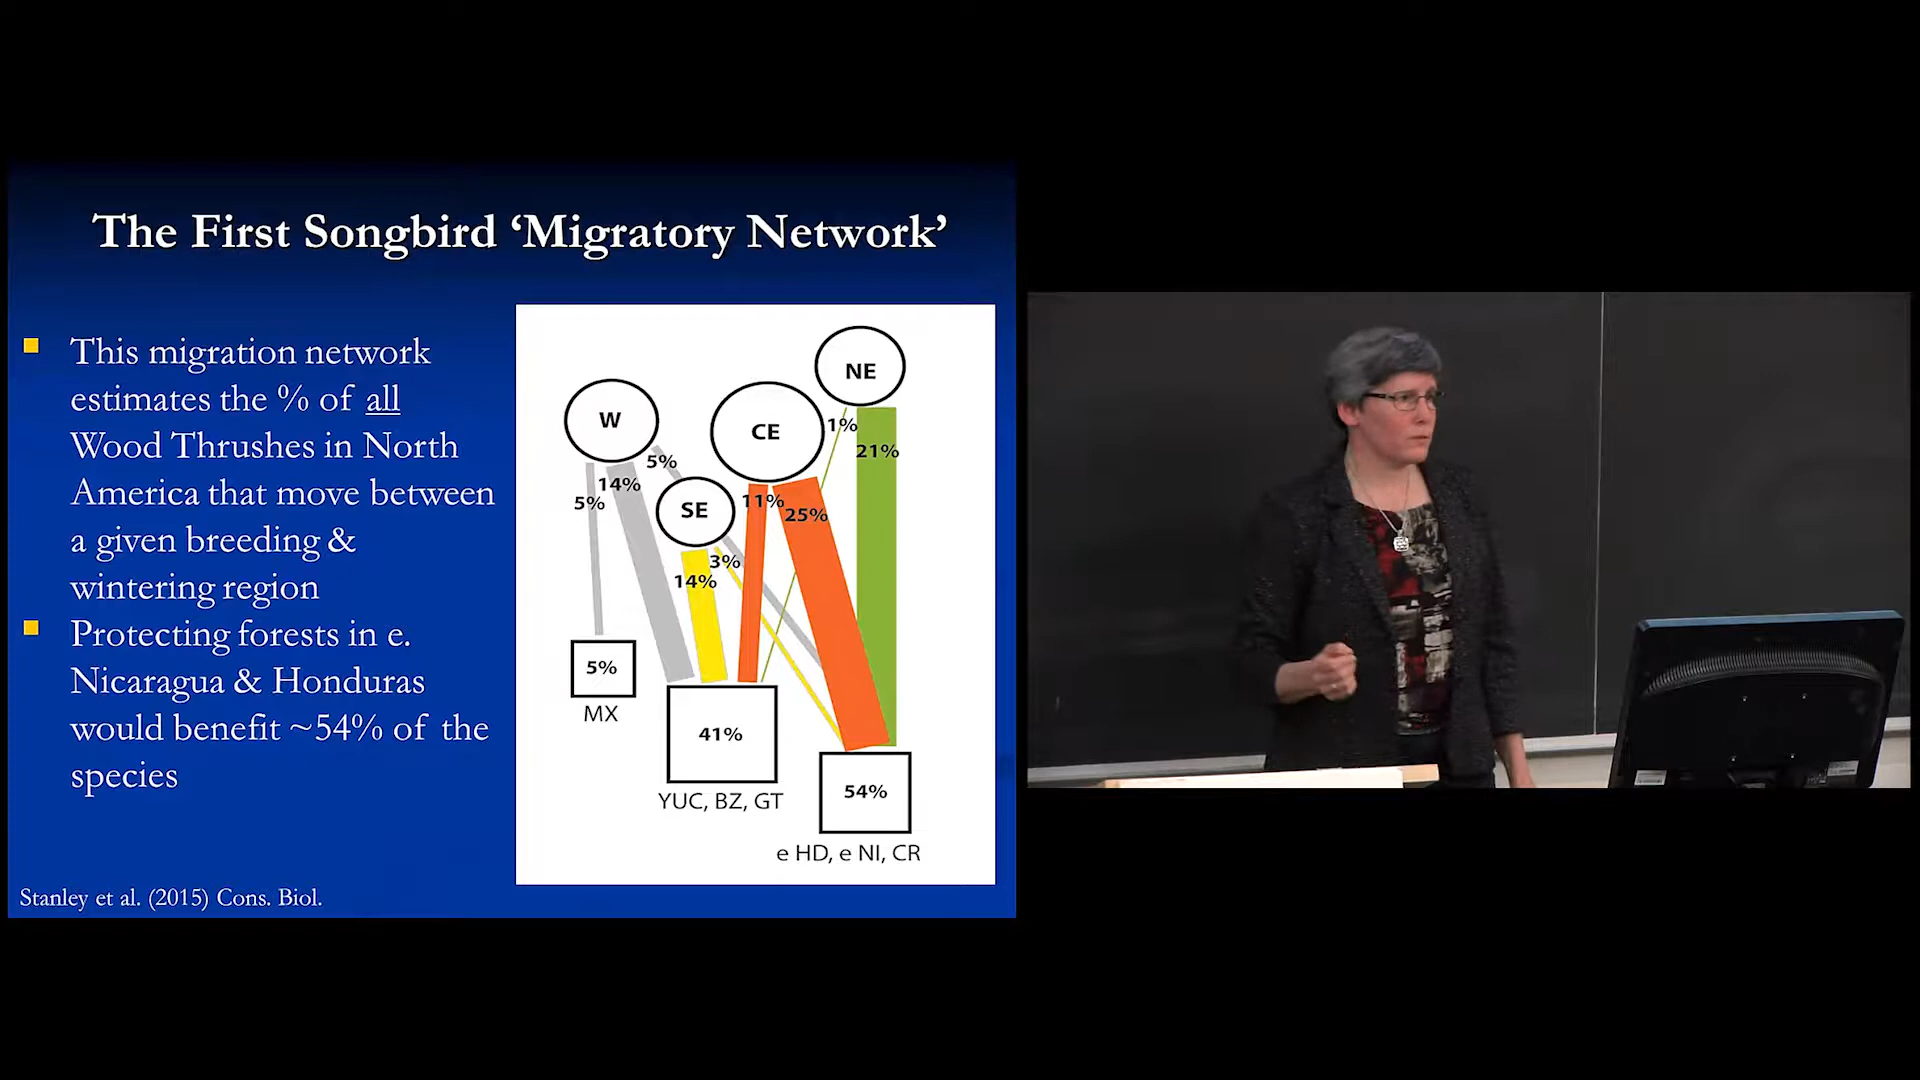 The First Songbird ‘Migratory Network’
This migration network
estimates the % of all
Wood Thrushes in North
America that move between
a given breeding &
wintering region
Protecting forests in e.
Nicaragua & Honduras
would benefit ~54% of the
species
Stanley et al. (2015) Cons. Biol.
NE
W
CE
1%
21%
5%
14%
5%
SE
11%
25%
3%
14%
5%
MX
41%
YUC, BZ, GT
54%
e HD, e NI, CR